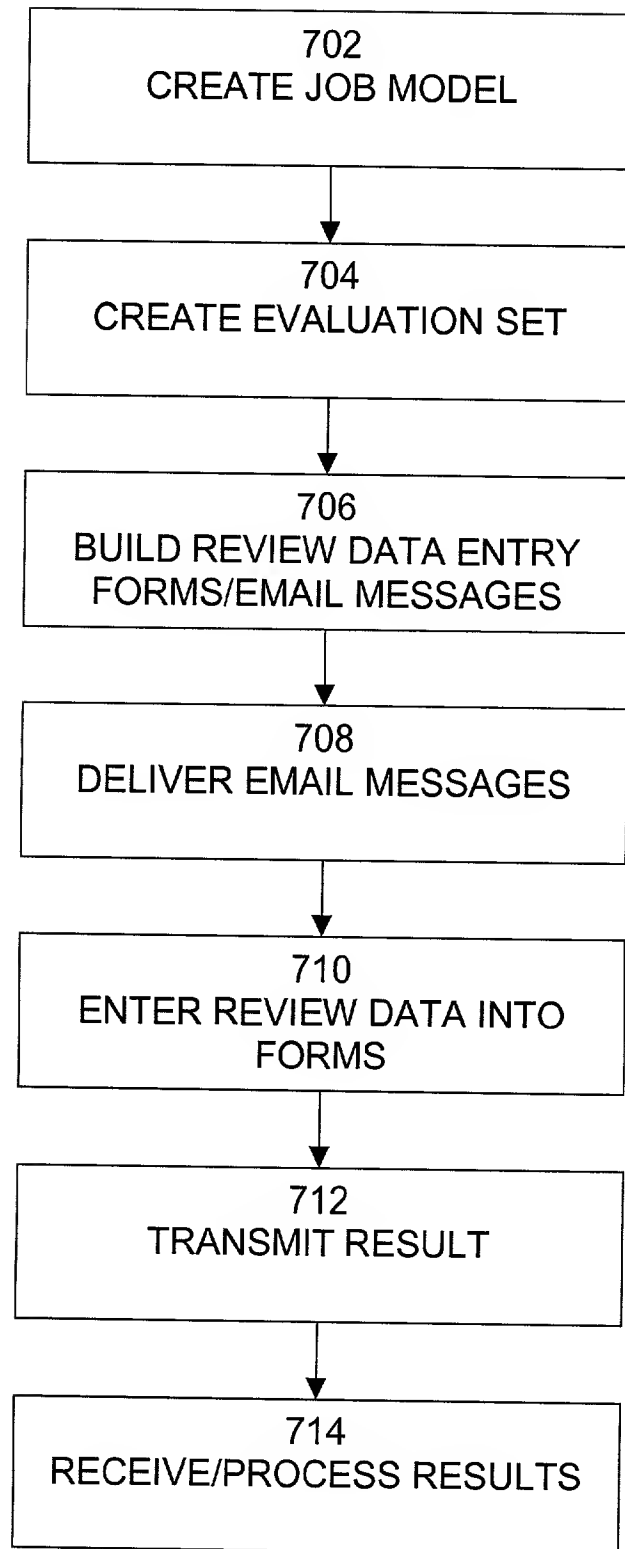 702
CREATE JOB MODEL
704
CREATE EVALUATION SET
706
BUILD REVIEW DATA ENTRY
FORMS/EMAIL MESSAGES
708
DELIVER EMAIL MESSAGES
710
ENTER REVIEW DATA INTO
FORMS
712
TRANSMIT RESULT
714
RECEIVE/PROCESS RESULTS